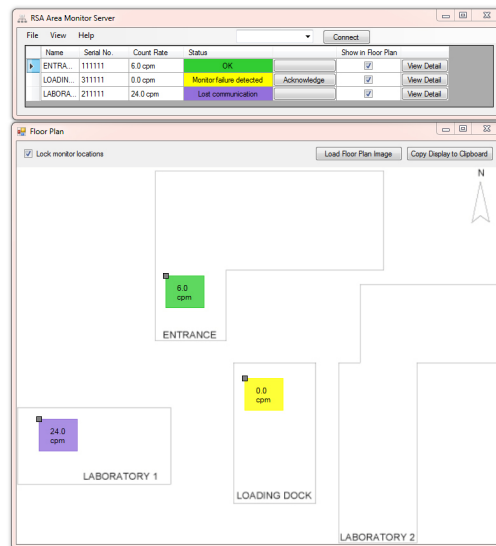 RSA Area Monitor Server
File View Help
Connect
Name Serial No. Count Rate Status Show in Floor Plan
ENTRA... 111111 6.0 cpm OK View Detail
LOADIN... 311111 0.0 cpm Monitor failure detected Acknowledge View Detail
LABORA... 211111 24.0 cpm Lost communication View Detail
Floor Plan
Lock monitor locations Load Floor Plan Image Copy Display to Clipboard
N
6.0
cpm
ENTRANCE
0.0
cpm
24.0
cpm
LABORATORY 1
LOADING DOCK
LABORATORY 2